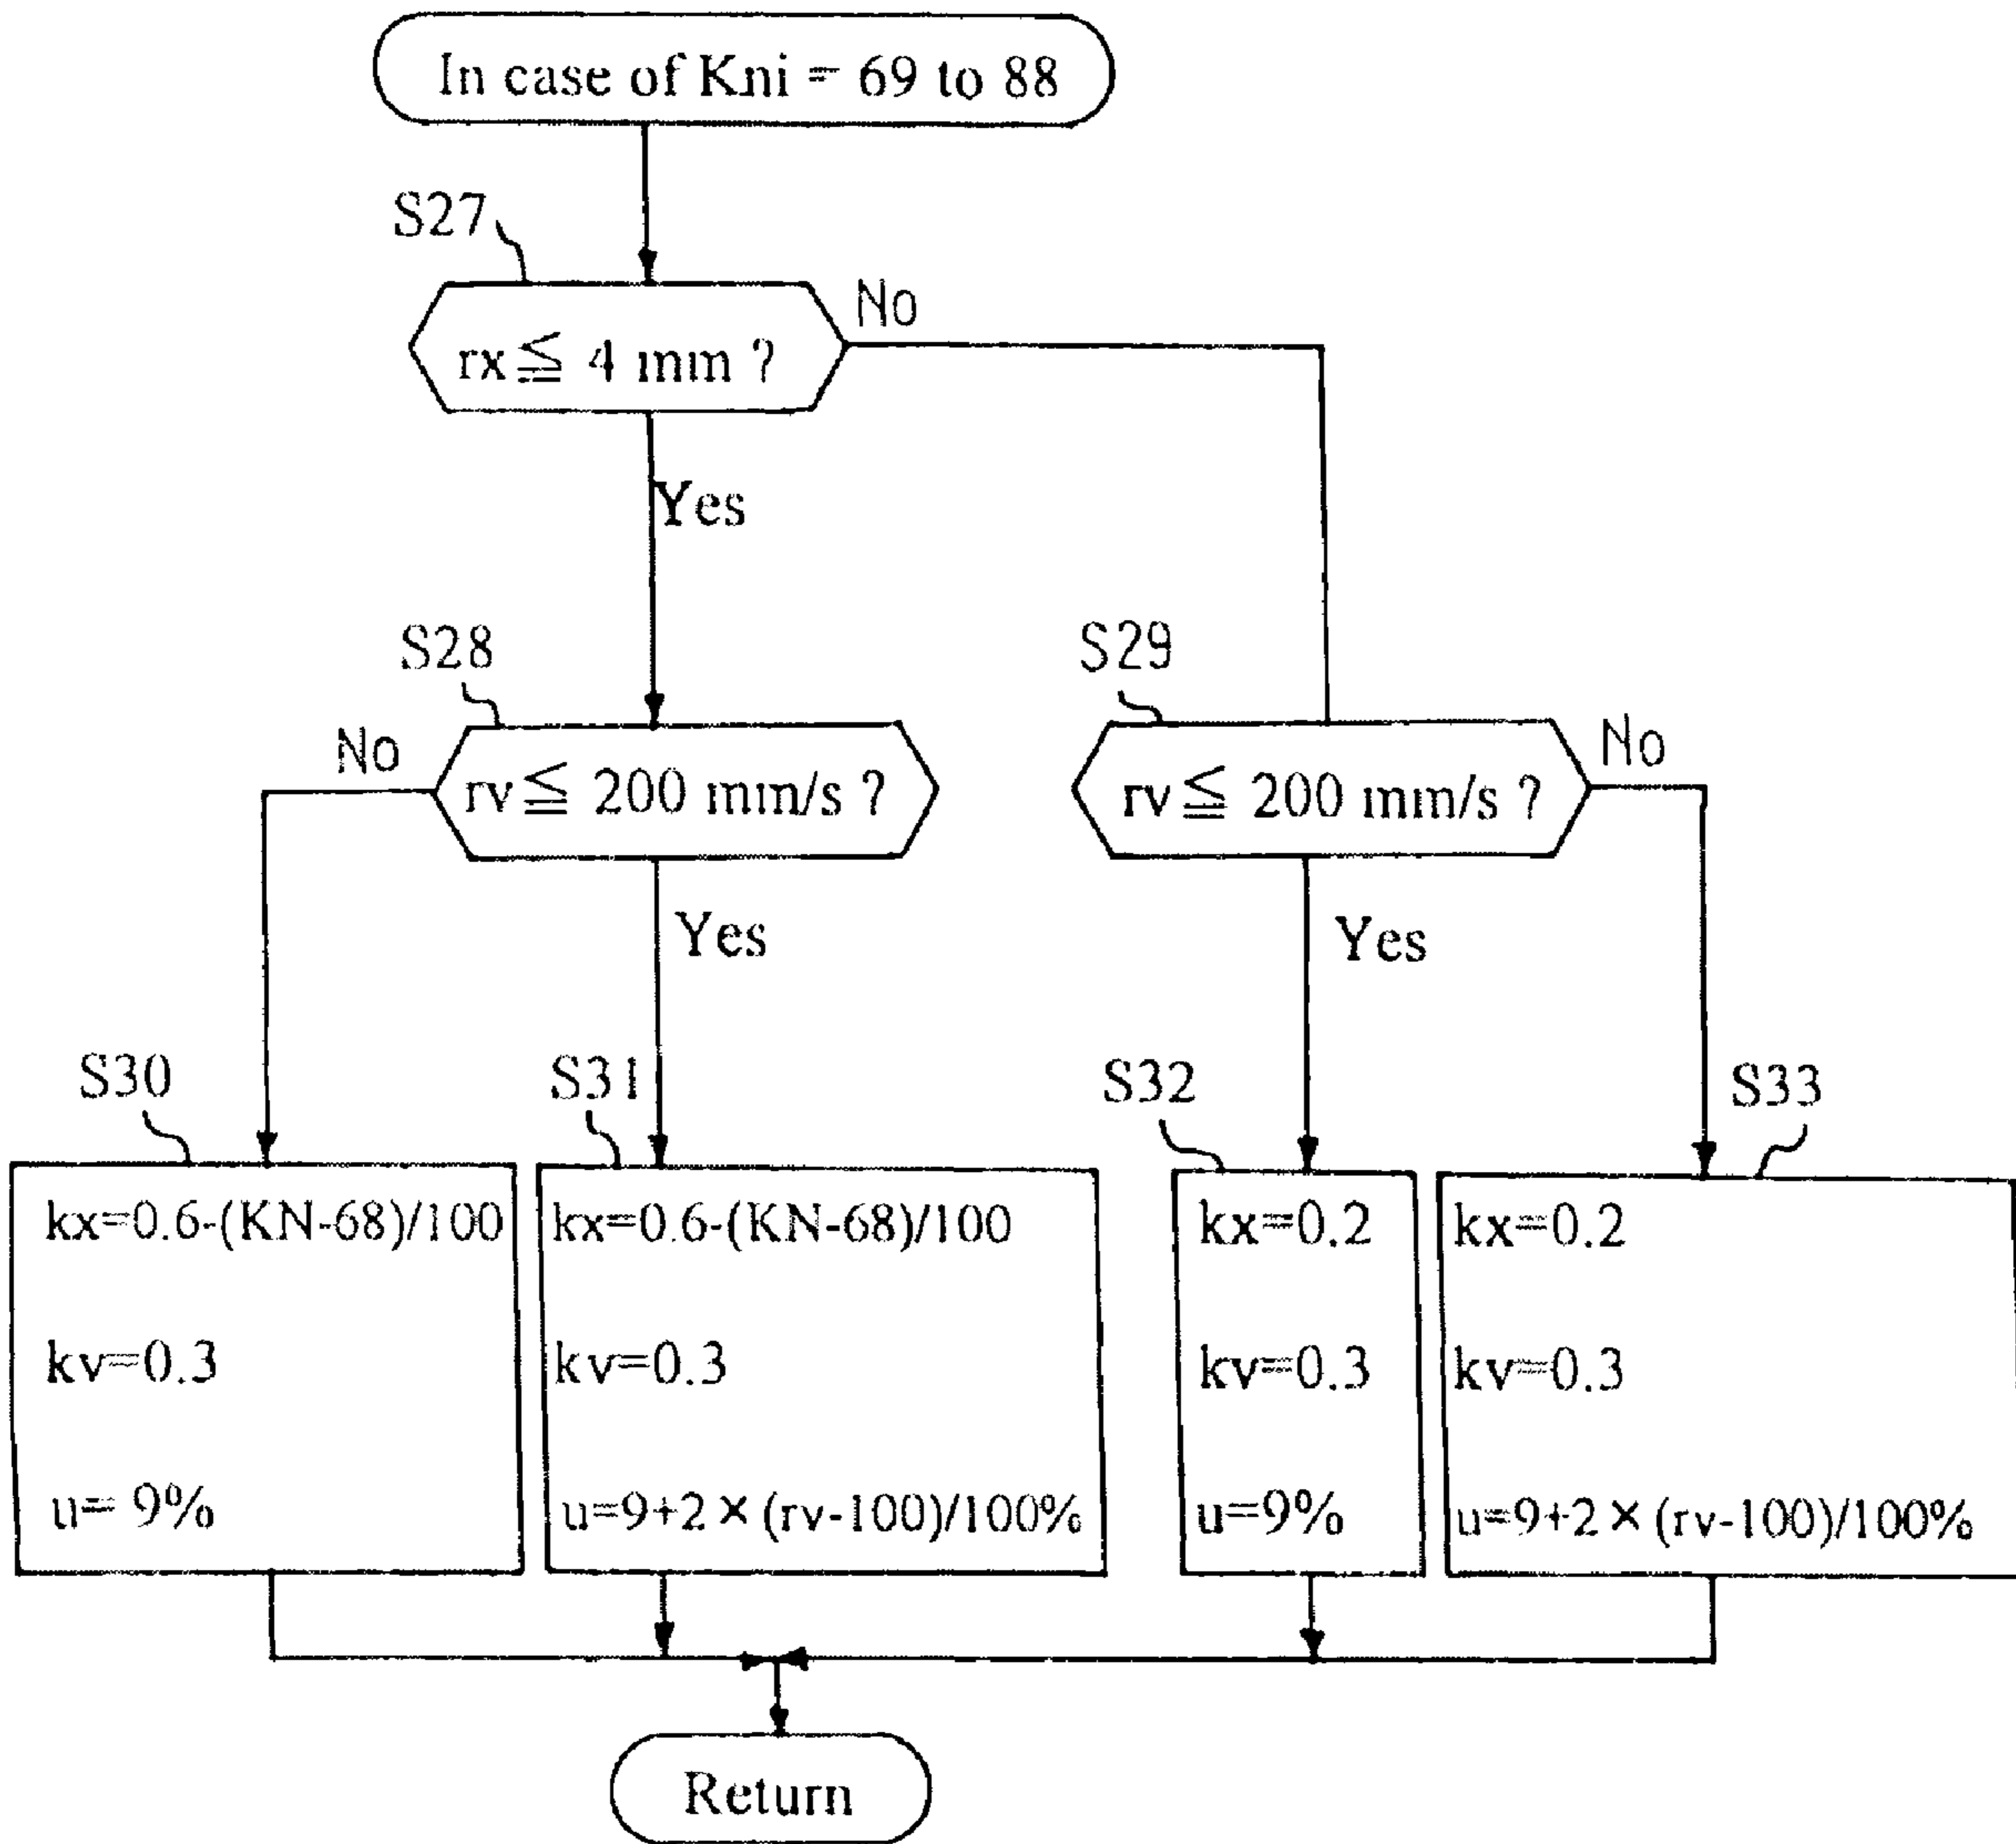 In case of Kni = 69 to 88
S27
No
rx ≦ 4 mm ?
Yes
S28
S29
No
rv ≦ 200 mm/s ?
rv ≦ 200 mm/s ?
No
Yes
Yes
S30
S31
S32
S33
kx=0.6-(KN-68)/100
kv=0.3
u= 9%
kx=0.6-(KN-68)/100
kv=0.3
u=9+2 × (rv-100)/100%
kx=0.2
kv=0.3
u=9%
kx=0.2
kv=0.3
u=9+2 × (rv-100)/100%
Return